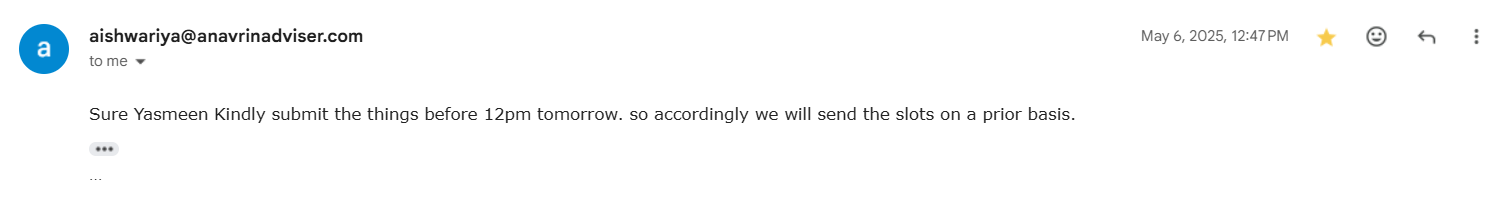 a
aishwariya@anavrinadviser.com
May 6, 2025, 12:47 PM
to me
Sure Yasmeen Kindly submit the things before 12pm tomorrow. so accordingly we will send the slots on a prior basis.
...